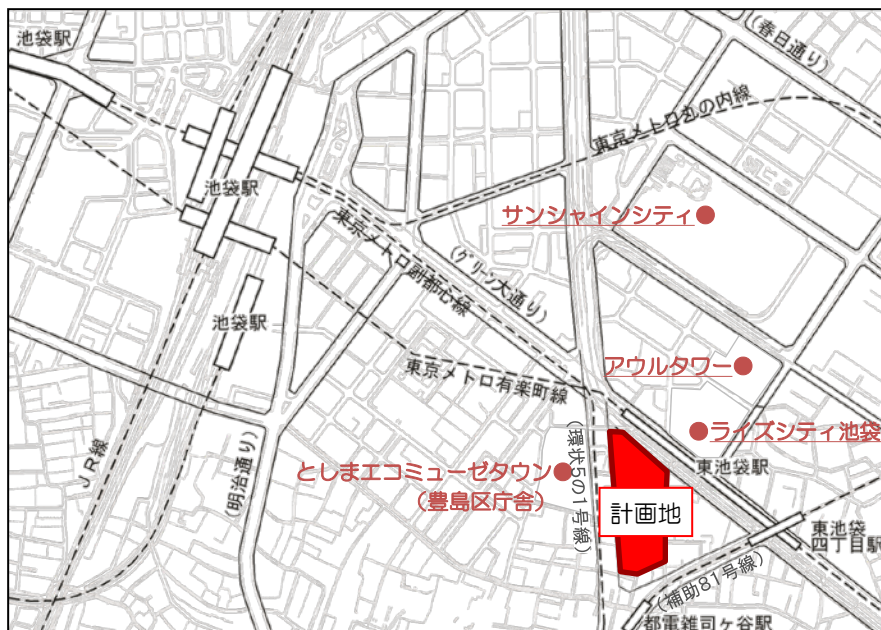 池袋駅
(春日通り)
東京メトロ丸の内線
池袋駅
サンシャインシティ
東京メトロ副都心線
(グリーン大通り)
池袋駅
アウルタワー
東京メトロ有楽町線
ライズシティ池袋
(環状5の1号線)
東池袋駅
JR線
(明治通り)
としまエコミューゼタウン
(豊島区庁舎)
計画地
東池袋
四丁目駅
(補助81号線)
都電雑司ヶ谷駅